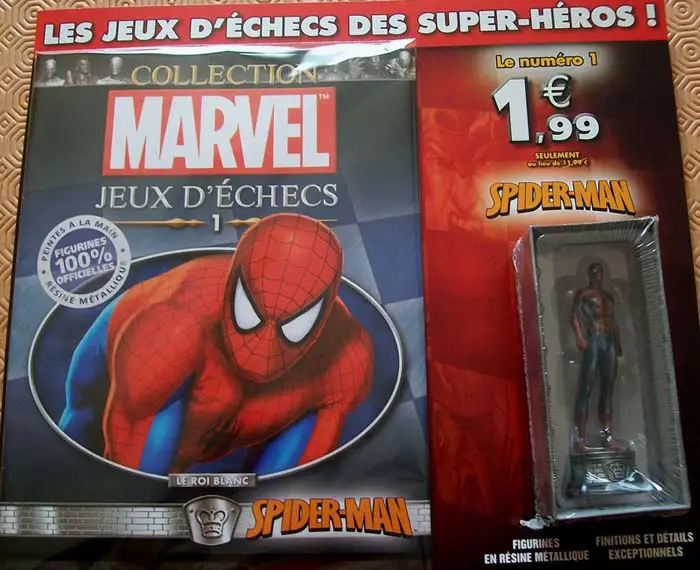 LES JEUX D'ÉCHECS DES SUPER-HÉROS !
COLLECTION
MARVEL™
JEUX D'ÉCHECS
1
PEINTES À LA MAIN
FIGURINES
100%
OFFICIELLES
RÉSINE MÉTALLIQUE
LE ROI BLANC
SPIDER-MAN
Le numéro 1
1,99 €
SEULEMENT
au lieu de 11,99 €
SPIDER-MAN
FIGURINES
EN RÉSINE MÉTALLIQUE
FINITIONS ET DÉTAILS
EXCEPTIONNELS